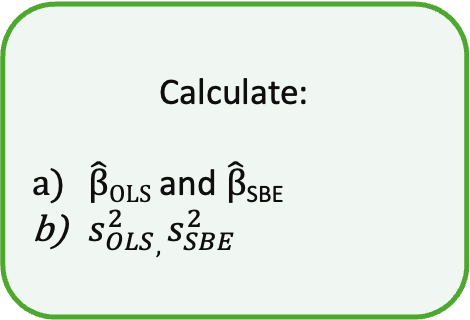 Calculate:
a) β̂OLS and β̂SBE
b) s²OLS, s²SBE